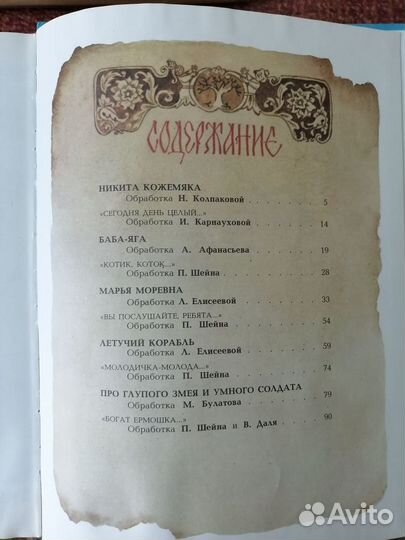 СОДЕРЖАНИЕ
НИКИТА КОЖЕМЯКА
Обработка Н. Колпаковой . . . . . . . 5
«СЕГОДНЯ ДЕНЬ ЦЕЛЫЙ...»
Обработка И. Карнауховой . . . . . . . 14
БАБА-ЯГА
Обработка А. Афанасьева . . . . . . . 19
«КОТИК, КОТОК...»
Обработка П. Шейна . . . . . . . 28
МАРЬЯ МОРЕВНА
Обработка Л. Елисеевой . . . . . . . 33
«ВЫ ПОСЛУШАЙТЕ, РЕБЯТА...»
Обработка П. Шейна . . . . . . . 54
ЛЕТУЧИЙ КОРАБЛЬ
Обработка Л. Елисеевой . . . . . . . 59
«МОЛОДИЧКА-МОЛОДА...»
Обработка П. Шейна . . . . . . . 74
ПРО ГЛУПОГО ЗМЕЯ И УМНОГО СОЛДАТА
Обработка М. Булатова . . . . . . . 79
«БОГАТ ЕРМОШКА...»
Обработка П. Шейна и В. Даля . . . . . . . 90
Avito